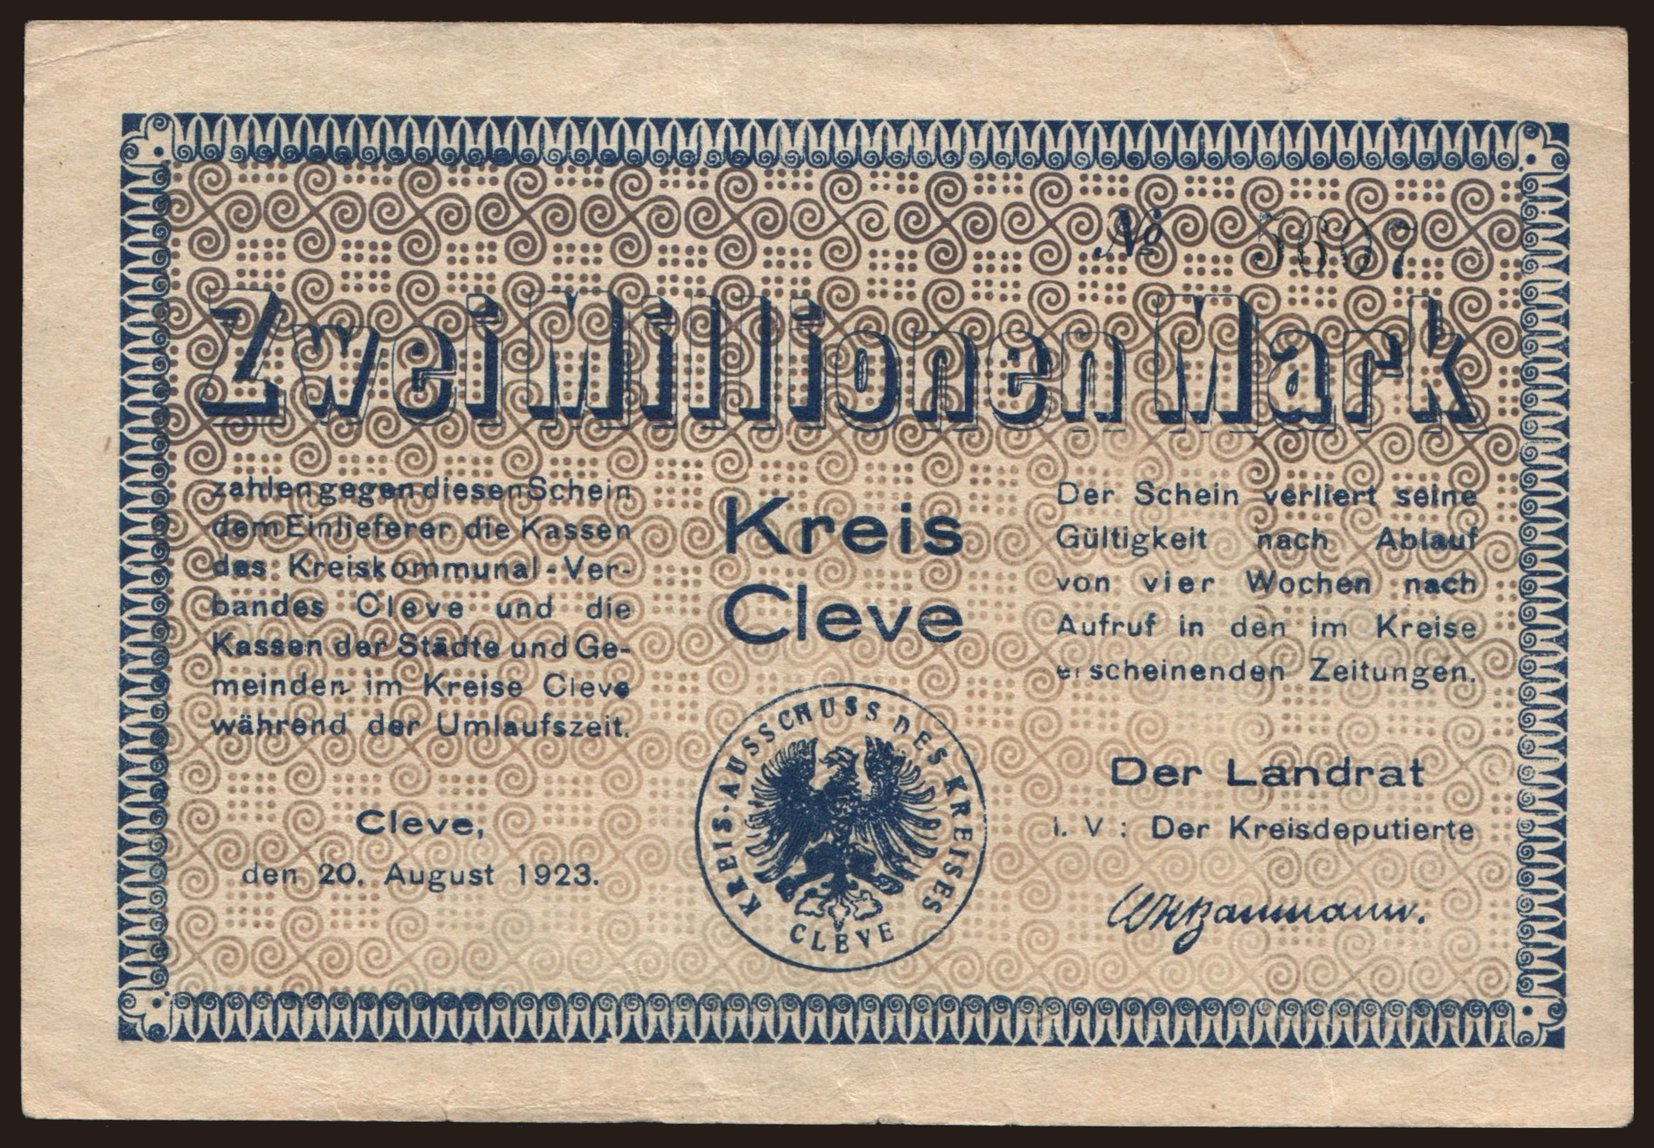 No 5607
Zwei Millionen Mark
zahlen gegen diesen Schein
dem Einlieferer die Kassen
des Kreiskommunal-Ver-
bandes Cleve und die
Kassen der Städte und Ge-
meinden im Kreise Cleve
während der Umlaufszeit.
Cleve,
den 20. August 1923.
Kreis
Cleve
KREIS-AUSSCHUSS DES KREISES
CLEVE
Der Schein verliert seine
Gültigkeit nach Ablauf
von vier Wochen nach
Aufruf in den im Kreise
erscheinenden Zeitungen.
Der Landrat
i. V: Der Kreisdeputierte